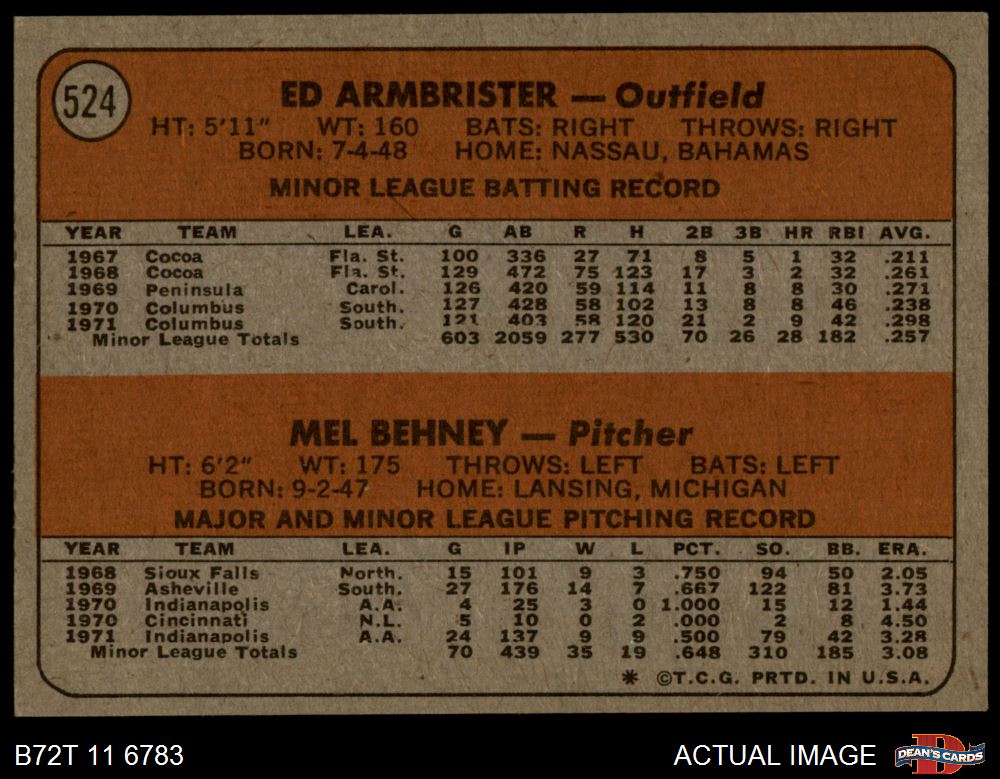 524
ED ARMBRISTER — Outfield
HT: 5'11" WT: 160 BATS: RIGHT THROWS: RIGHT
BORN: 7-4-48 HOME: NASSAU, BAHAMAS
MINOR LEAGUE BATTING RECORD
YEAR TEAM LEA. G AB R H 2B 3B HR RBI AVG.
1967 Cocoa Fla. St. 100 336 27 71 8 5 1 32 .211
1968 Cocoa Fla. St. 129 472 75 123 17 3 2 32 .261
1969 Peninsula Carol. 126 420 59 114 11 8 8 30 .271
1970 Columbus South. 127 428 58 102 13 8 8 46 .238
1971 Columbus South. 121 403 58 120 21 2 9 42 .298
Minor League Totals 603 2059 277 530 70 26 28 182 .257
MEL BEHNEY — Pitcher
HT: 6'2" WT: 175 THROWS: LEFT BATS: LEFT
BORN: 9-2-47 HOME: LANSING, MICHIGAN
MAJOR AND MINOR LEAGUE PITCHING RECORD
YEAR TEAM LEA. G IP W L PCT. SO. BB. ERA.
1968 Sioux Falls North. 15 101 9 3 .750 94 50 2.05
1969 Asheville South. 27 176 14 7 .667 122 81 3.73
1970 Indianapolis A.A. 4 25 3 0 1.000 15 12 1.44
1970 Cincinnati N.L. 5 10 0 2 .000 2 8 4.50
1971 Indianapolis A.A. 24 137 9 9 .500 79 42 3.28
Minor League Totals 70 439 35 19 .648 310 185 3.08
* ©T.C.G. PRTD. IN U.S.A.
B72T 11 6783 ACTUAL IMAGE DEAN'S CARDS